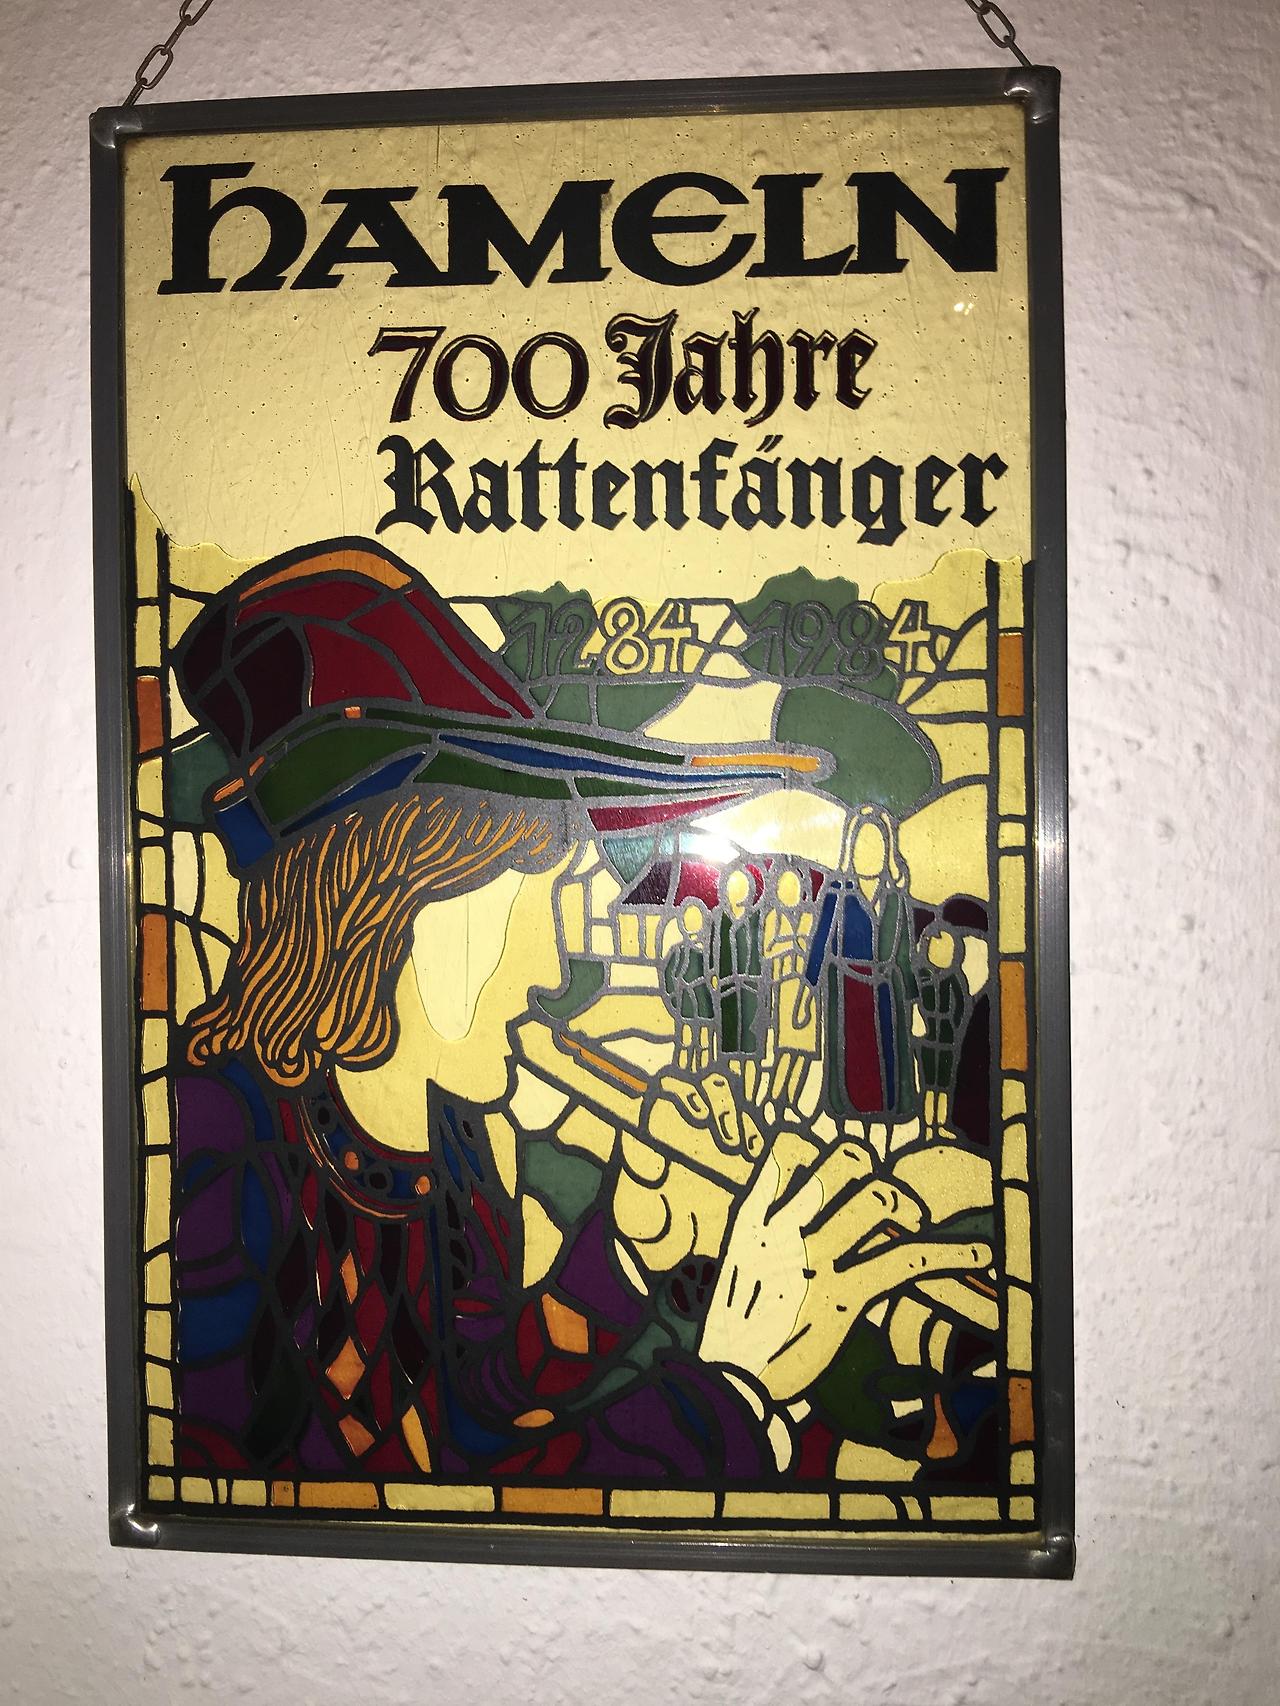 HAMELN
700 Jahre
Rattenfänger
1284/1984